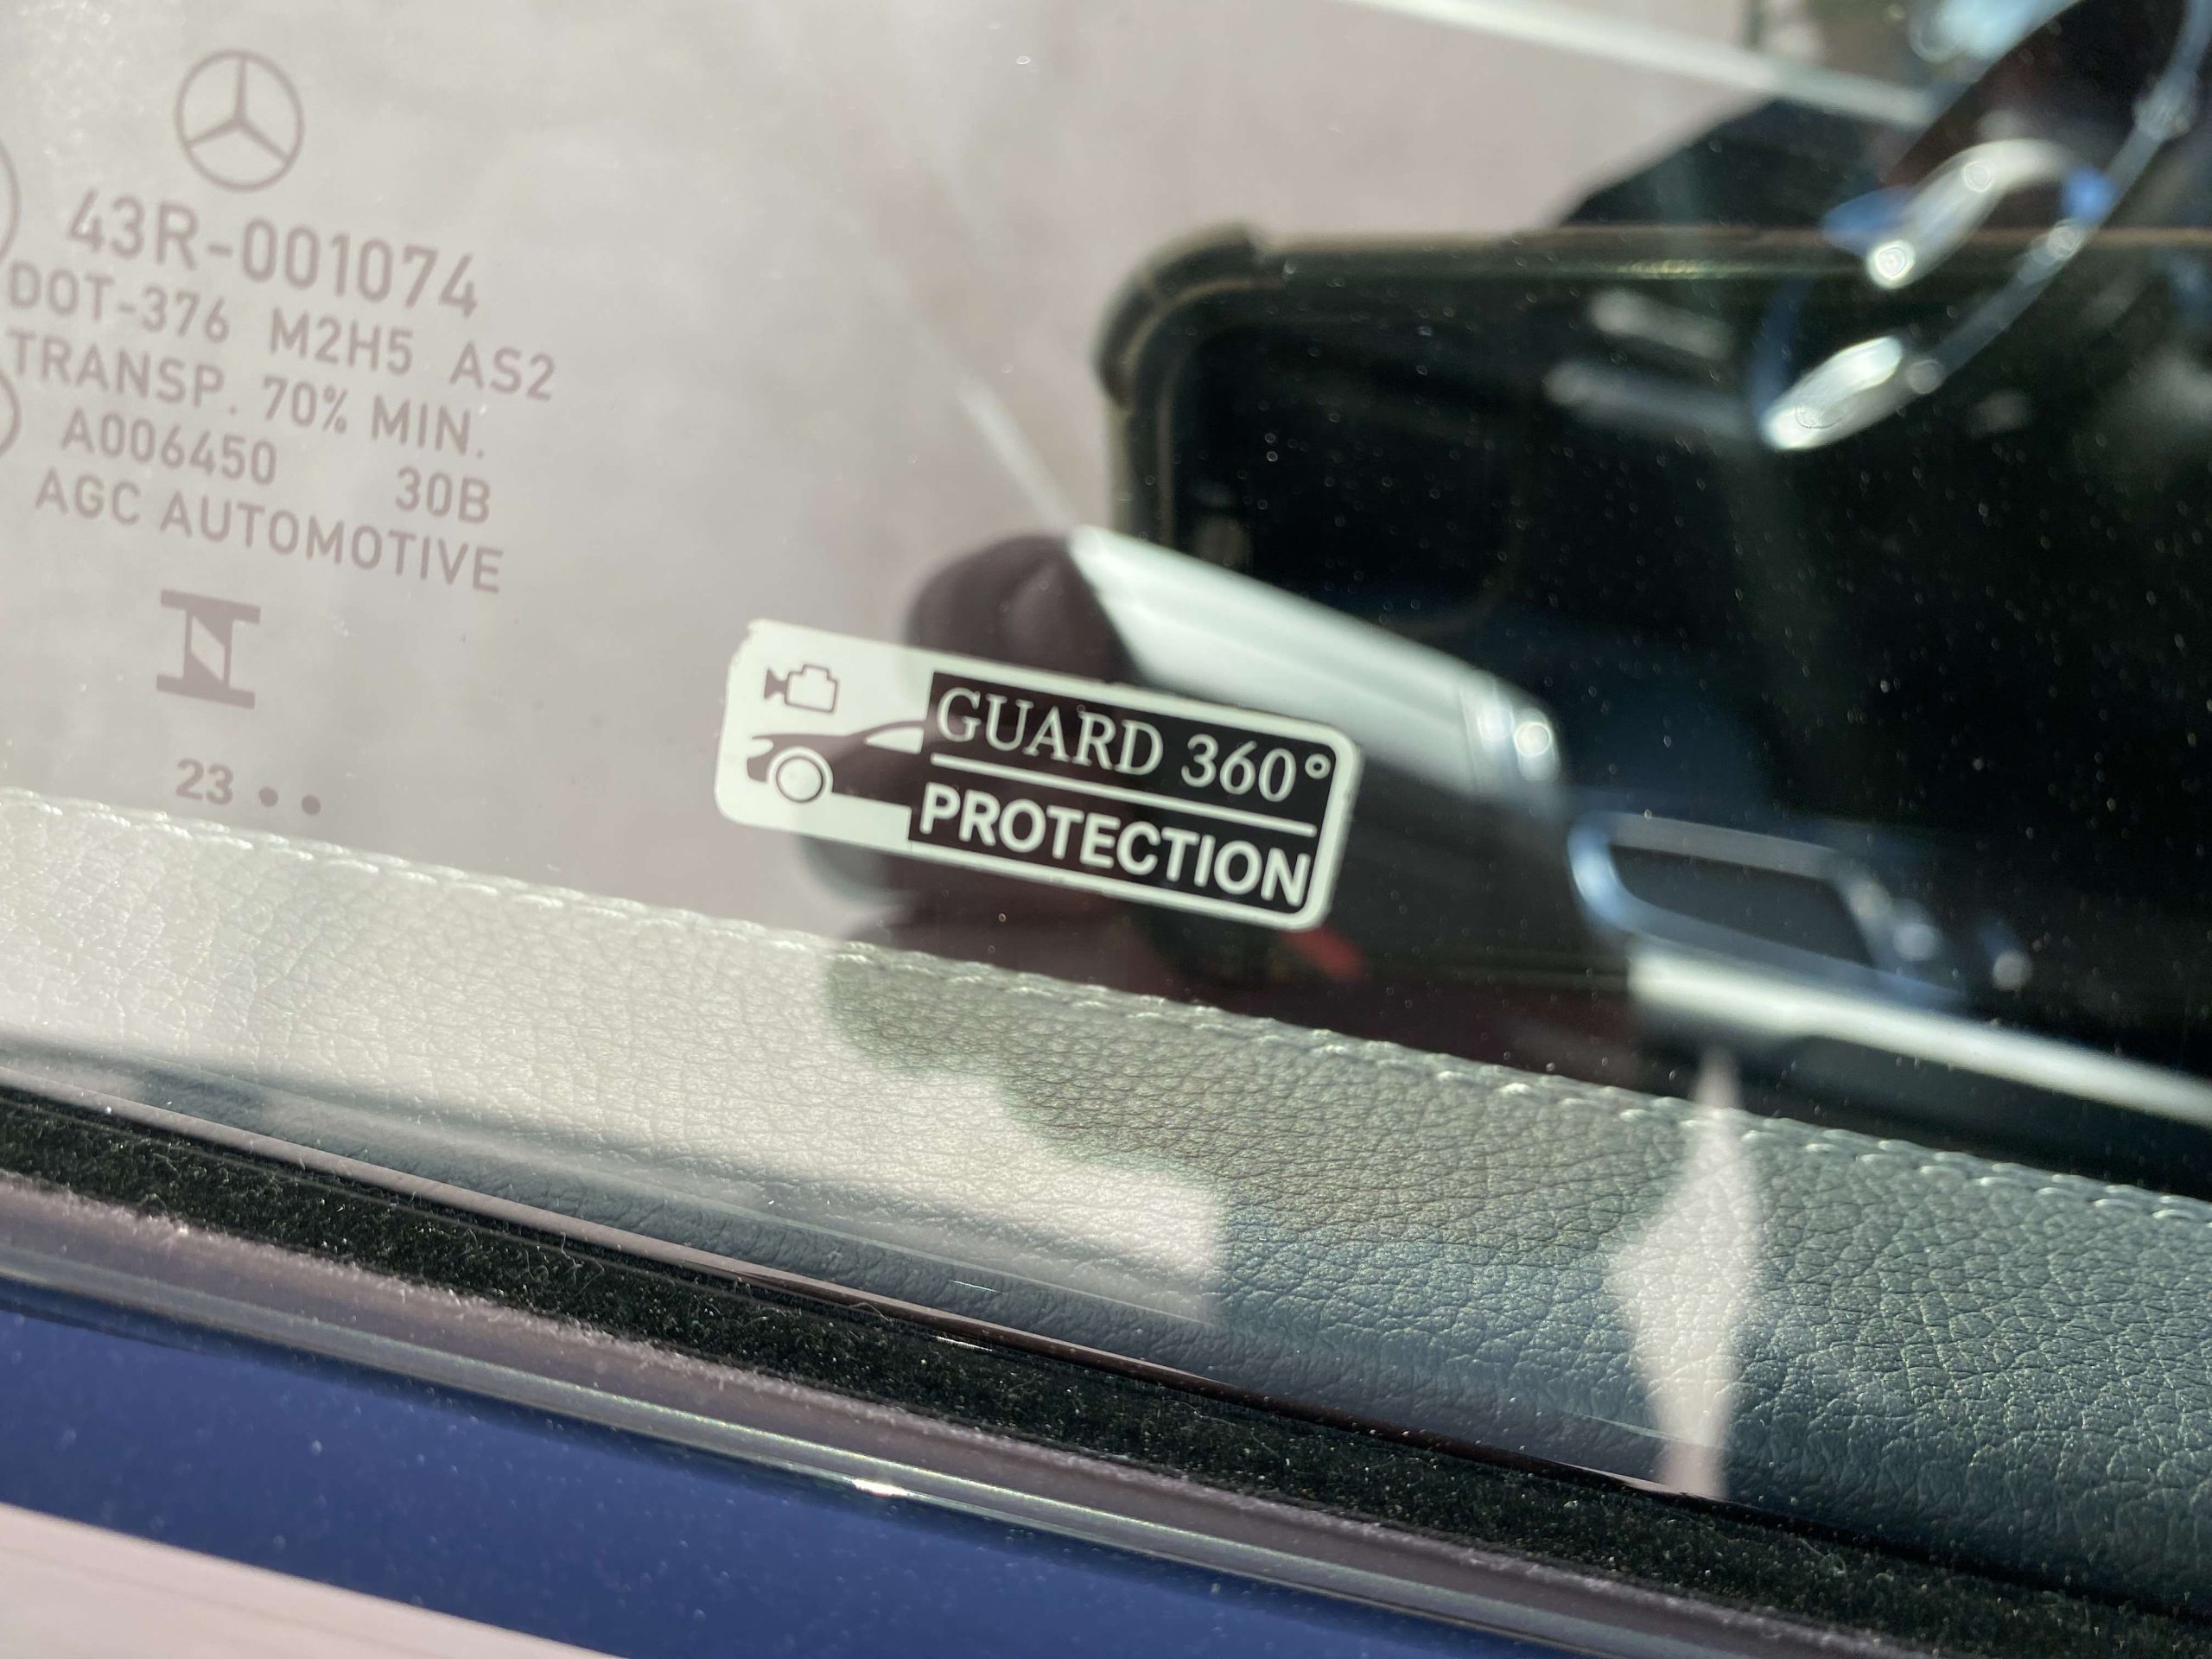 43R-001074
DOT-376 M2H5 AS2
TRANSP. 70% MIN.
A006450 30B
AGC AUTOMOTIVE
23 • •
GUARD 360°
PROTECTION